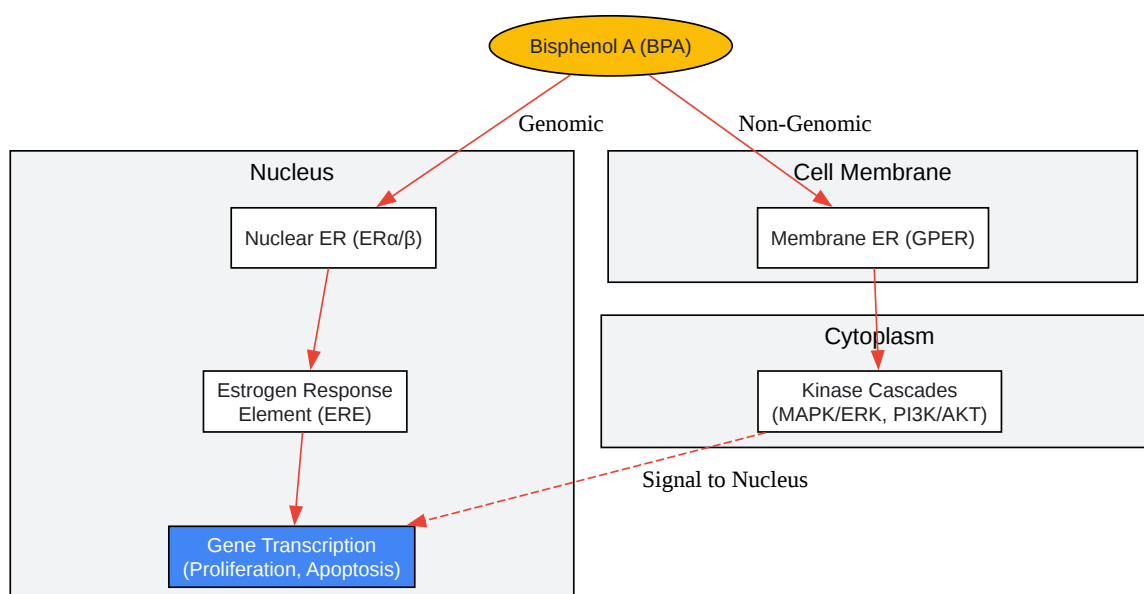 Bisphenol A (BPA)
Genomic
Non-Genomic
Nucleus
Cell Membrane
Nuclear ER (ERα/β)
Membrane ER (GPER)
Cytoplasm
Estrogen Response
Element (ERE)
Kinase Cascades
(MAPK/ERK, PI3K/AKT)
Signal to Nucleus
Gene Transcription
(Proliferation, Apoptosis)